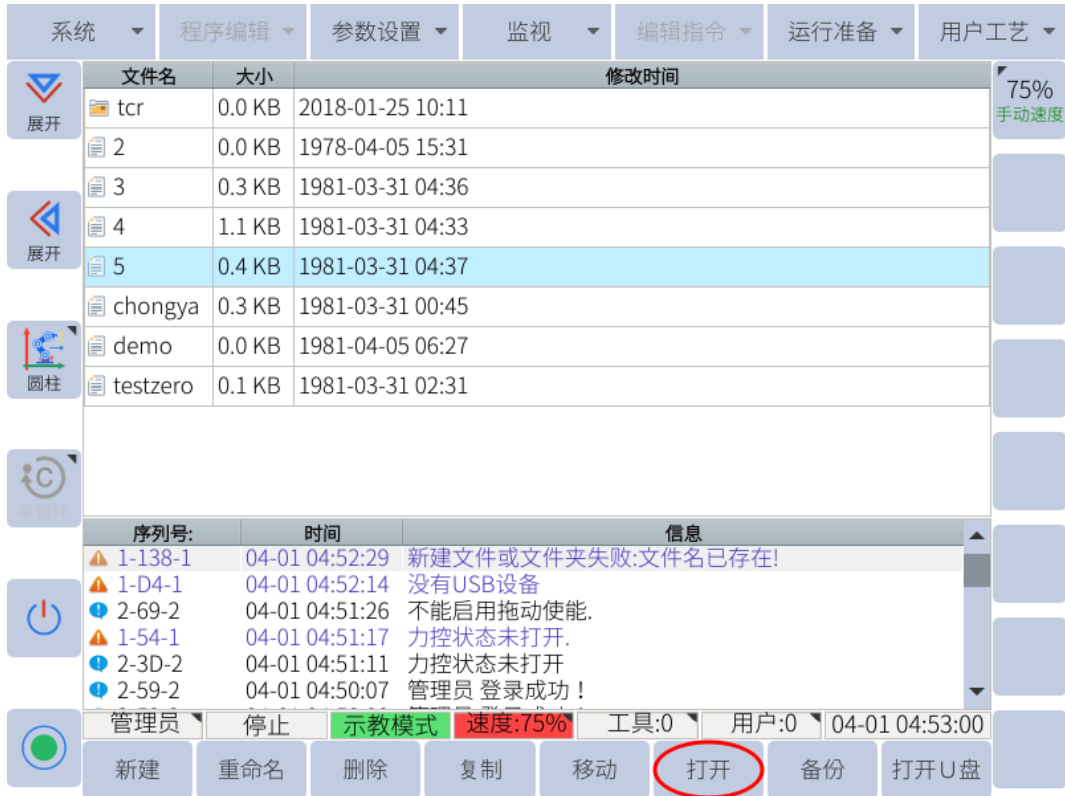 系统 程序编辑 参数设置 监视 编辑指令 运行准备 用户工艺
文件名 大小 修改时间
展开
tcr 0.0 KB 2018-01-25 10:11
75%
手动速度
2 0.0 KB 1978-04-05 15:31
3 0.3 KB 1981-03-31 04:36
4 1.1 KB 1981-03-31 04:33
展开
5 0.4 KB 1981-03-31 04:37
chongya 0.3 KB 1981-03-31 00:45
demo 0.0 KB 1981-04-05 06:27
圆柱
testzero 0.1 KB 1981-03-31 02:31
C
单循环
序列号: 时间 信息
1-138-1 04-01 04:52:29 新建文件或文件夹失败:文件名已存在!
1-D4-1 04-01 04:52:14 没有USB设备
2-69-2 04-01 04:51:26 不能启用拖动使能.
1-54-1 04-01 04:51:17 力控状态未打开.
2-3D-2 04-01 04:51:11 力控状态未打开
2-59-2 04-01 04:50:07 管理员 登录成功！
管理员 停止 示教模式 速度:75% 工具:0 用户:0 04-01 04:53:00
新建 重命名 删除 复制 移动 打开 备份 打开U盘